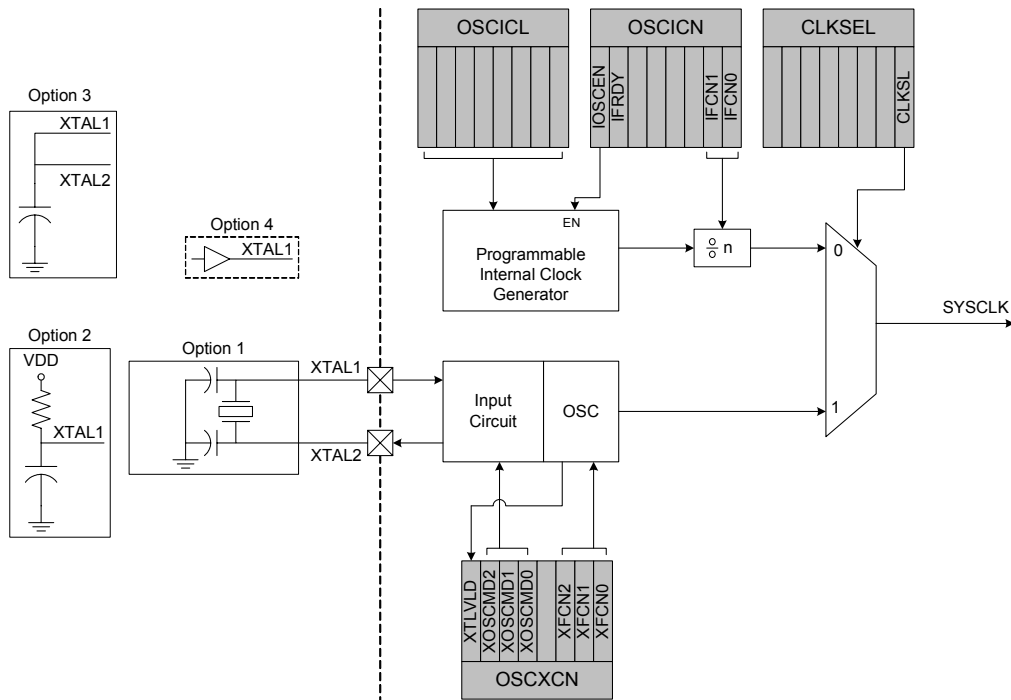 OSCICL
OSCICN
CLKSEL
IOSCEN
IFRDY
IFCN1
IFCN0
CLKSL
Option 3
XTAL1
XTAL2
Option 4
XTAL1
EN
Programmable
Internal Clock
Generator
n
0
SYSCLK
Option 2
VDD
XTAL1
Option 1
XTAL1
XTAL2
Input
Circuit
OSC
1
XTLVLD
XOSCMD2
XOSCMD1
XOSCMD0
XFCN2
XFCN1
XFCN0
OSCXCN